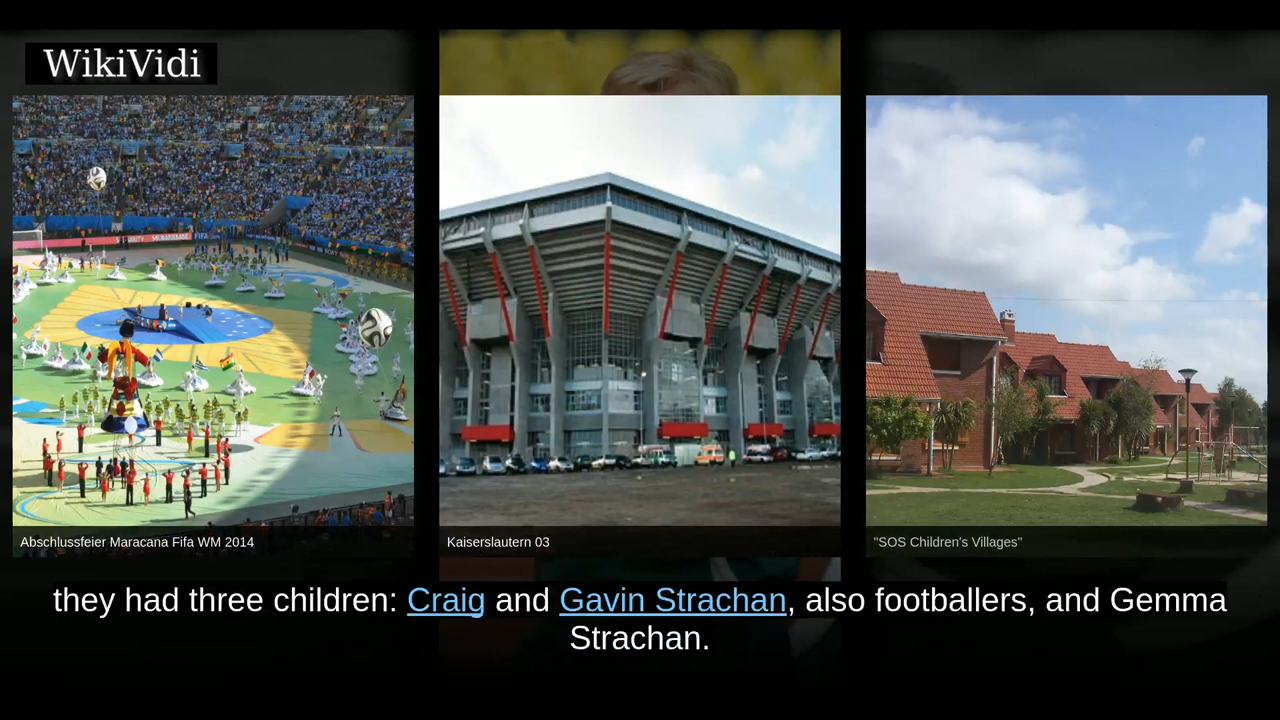 WikiVidi
Abschlussfeier Maracana Fifa WM 2014
Kaiserslautern 03
"SOS Children's Villages"
they had three children: Craig and Gavin Strachan, also footballers, and Gemma
Strachan.